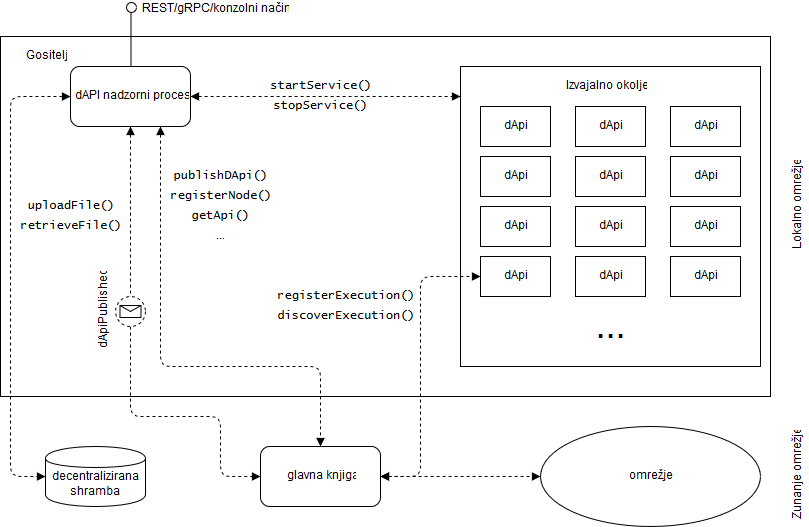 REST/gRPC/konzolni način
Gositelj
dAPI nadzorni proces
startService()
stopService()
Izvajalno okolje
dApi
dApi
dApi
dApi
dApi
dApi
dApi
dApi
dApi
dApi
dApi
dApi
...
publishDApi()
registerNode()
getApi()
...
uploadFile()
retrieveFile()
dApiPublished
registerExecution()
discoverExecution()
Lokalno omrežje
decentralizirana
shramba
glavna knjiga
omrežje
Zunanje omrežje